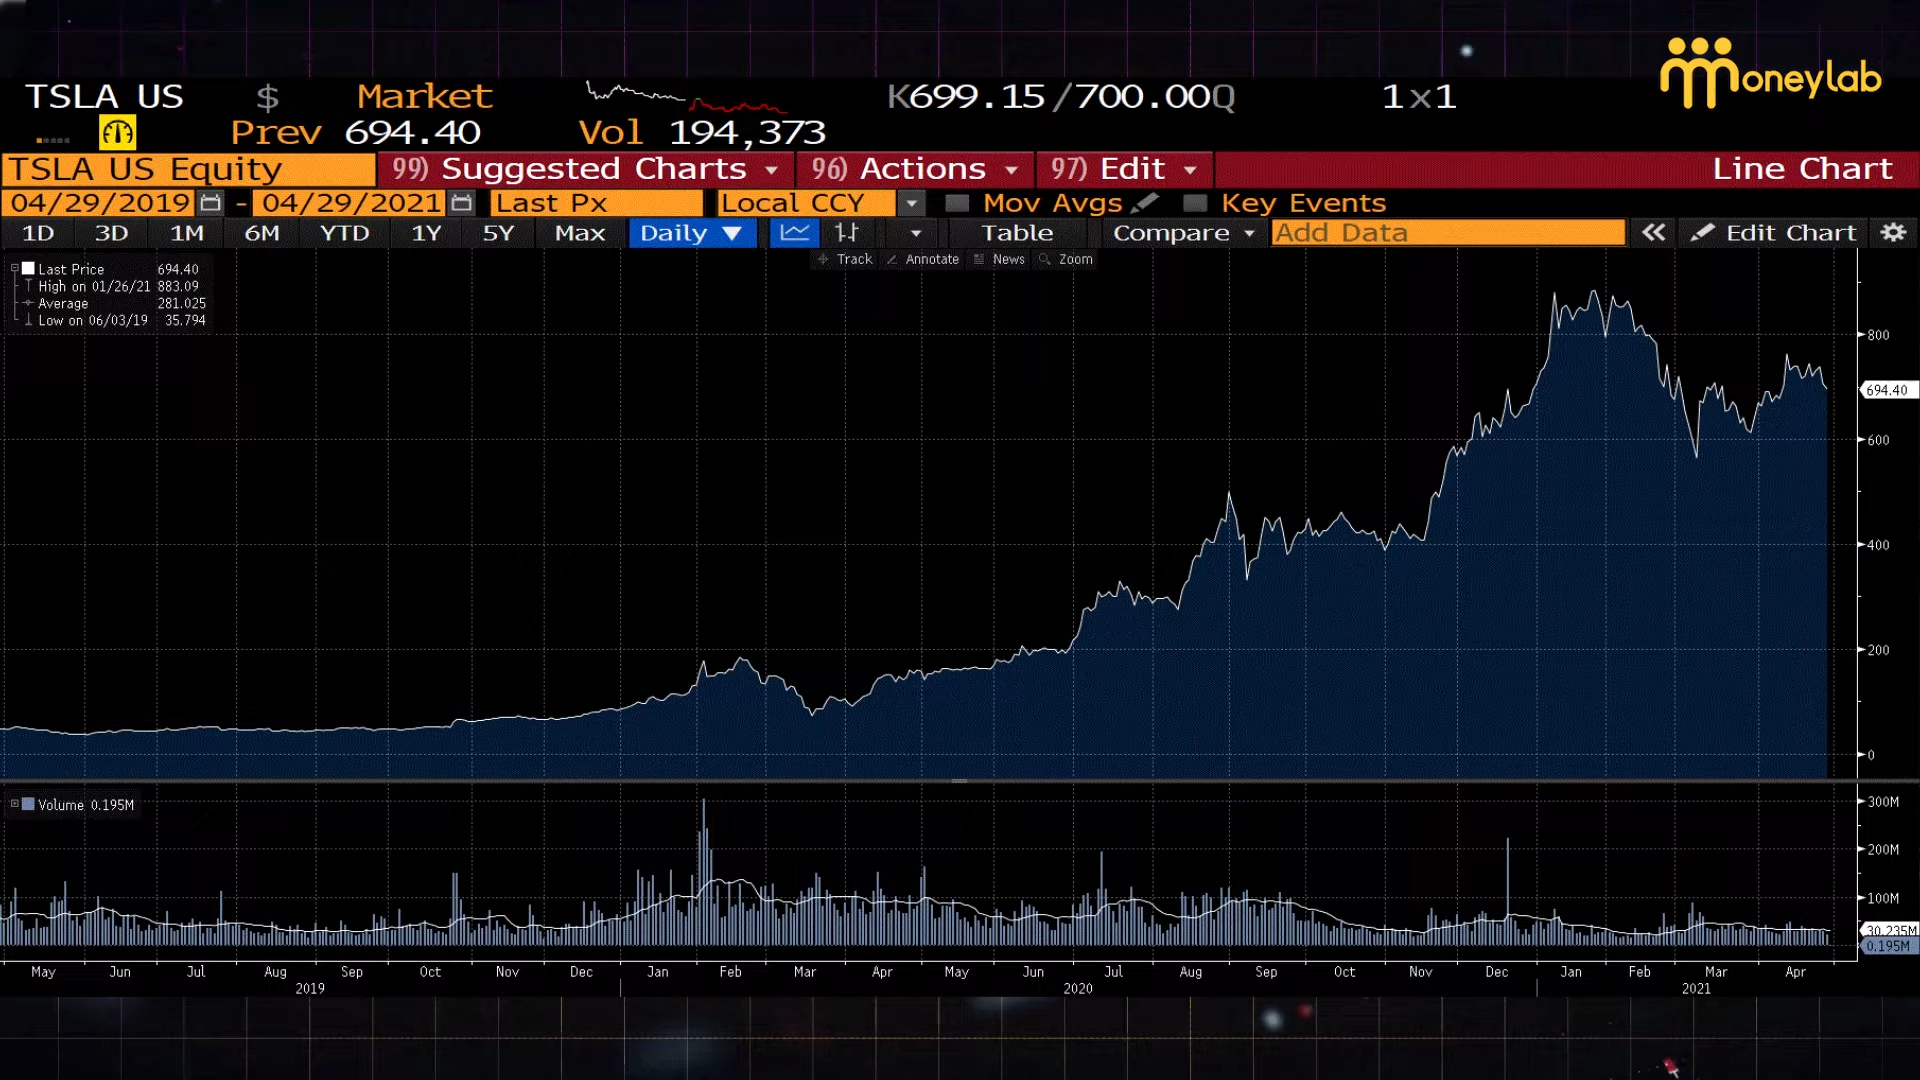 moneylab
TSLA US $ Market K699.15/700.00Q 1x1
Prev 694.40 Vol 194,373
TSLA US Equity 99) Suggested Charts 96) Actions 97) Edit Line Chart
04/29/2019 - 04/29/2021 Last Px Local CCY Mov Avgs Key Events
1D 3D 1M 6M YTD 1Y 5Y Max Daily Table Compare Add Data Edit Chart
Track Annotate News Zoom
Last Price 694.40
High on 01/26/21 883.09
Average 281.025
Low on 06/03/19 35.794
800
694.40
600
400
200
0
Volume 0.195M
300M
200M
100M
30.235M
0.195M
May Jun Jul Aug Sep Oct Nov Dec Jan Feb Mar Apr May Jun Jul Aug Sep Oct Nov Dec Jan Feb Mar Apr
2019 2020 2021